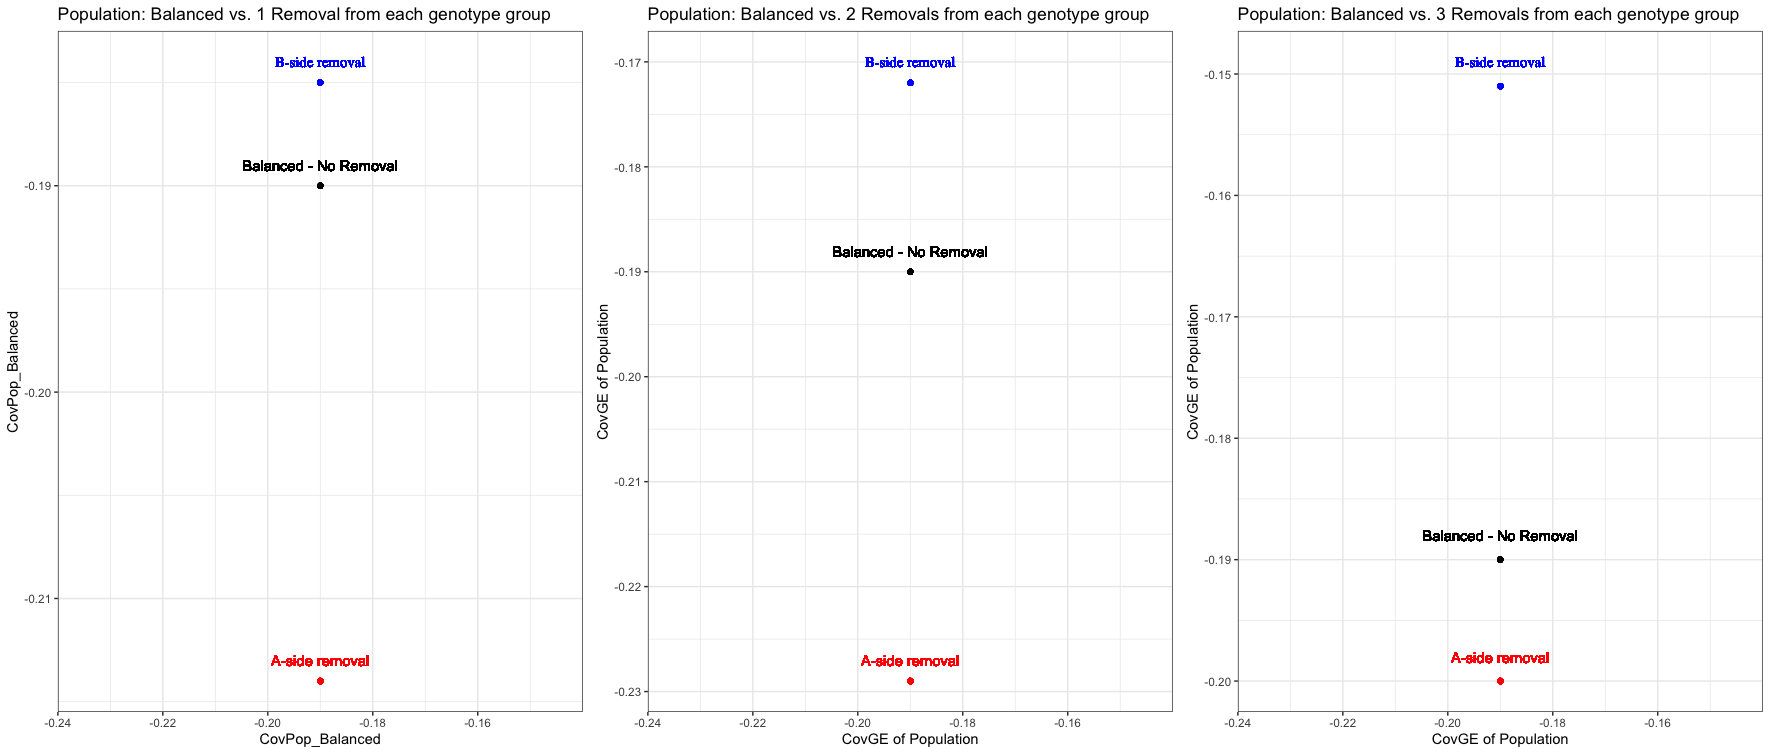 Population: Balanced vs. 1 Removal from each genotype group
B-side removal
Balanced - No Removal
A-side removal
-0.19
-0.20
-0.21
-0.24
-0.22
-0.20
-0.18
-0.16
CovPop_Balanced
CovPop_Balanced
Population: Balanced vs. 2 Removals from each genotype group
B-side removal
Balanced - No Removal
A-side removal
-0.17
-0.18
-0.19
-0.20
-0.21
-0.22
-0.23
-0.24
-0.22
-0.20
-0.18
-0.16
CovGE of Population
CovGE of Population
Population: Balanced vs. 3 Removals from each genotype group
B-side removal
Balanced - No Removal
A-side removal
-0.15
-0.16
-0.17
-0.18
-0.19
-0.20
-0.24
-0.22
-0.20
-0.18
-0.16
CovGE of Population
CovGE of Population